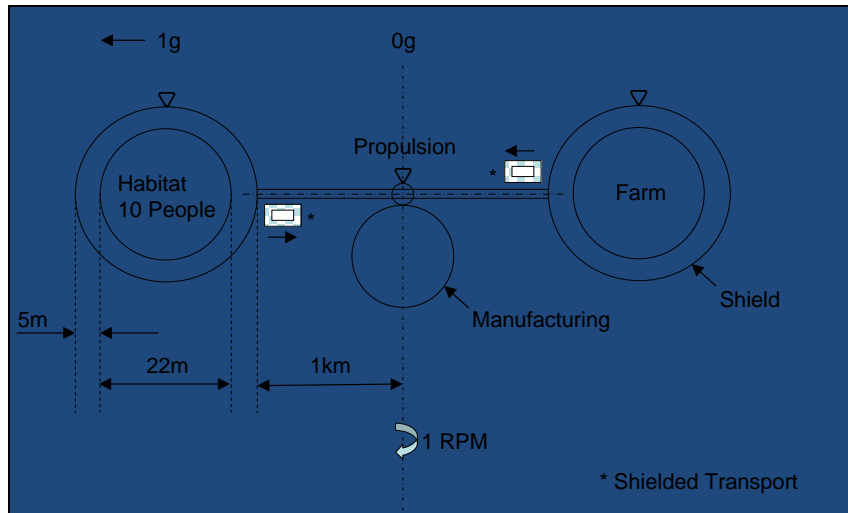 1g
0g
Propulsion
*
Habitat
10 People
Farm
*
Shield
Manufacturing
5m
22m
1km
1 RPM
* Shielded Transport